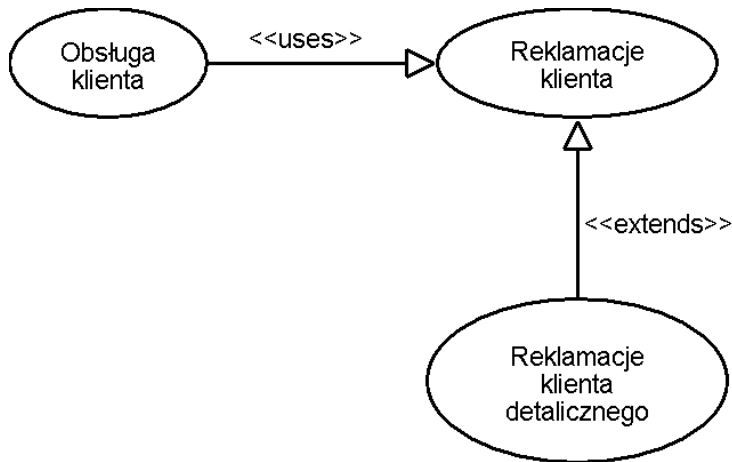 Obsługa
klienta
<<uses>>
Reklamacje
klienta
<<extends>>
Reklamacje
klienta
detalicznego